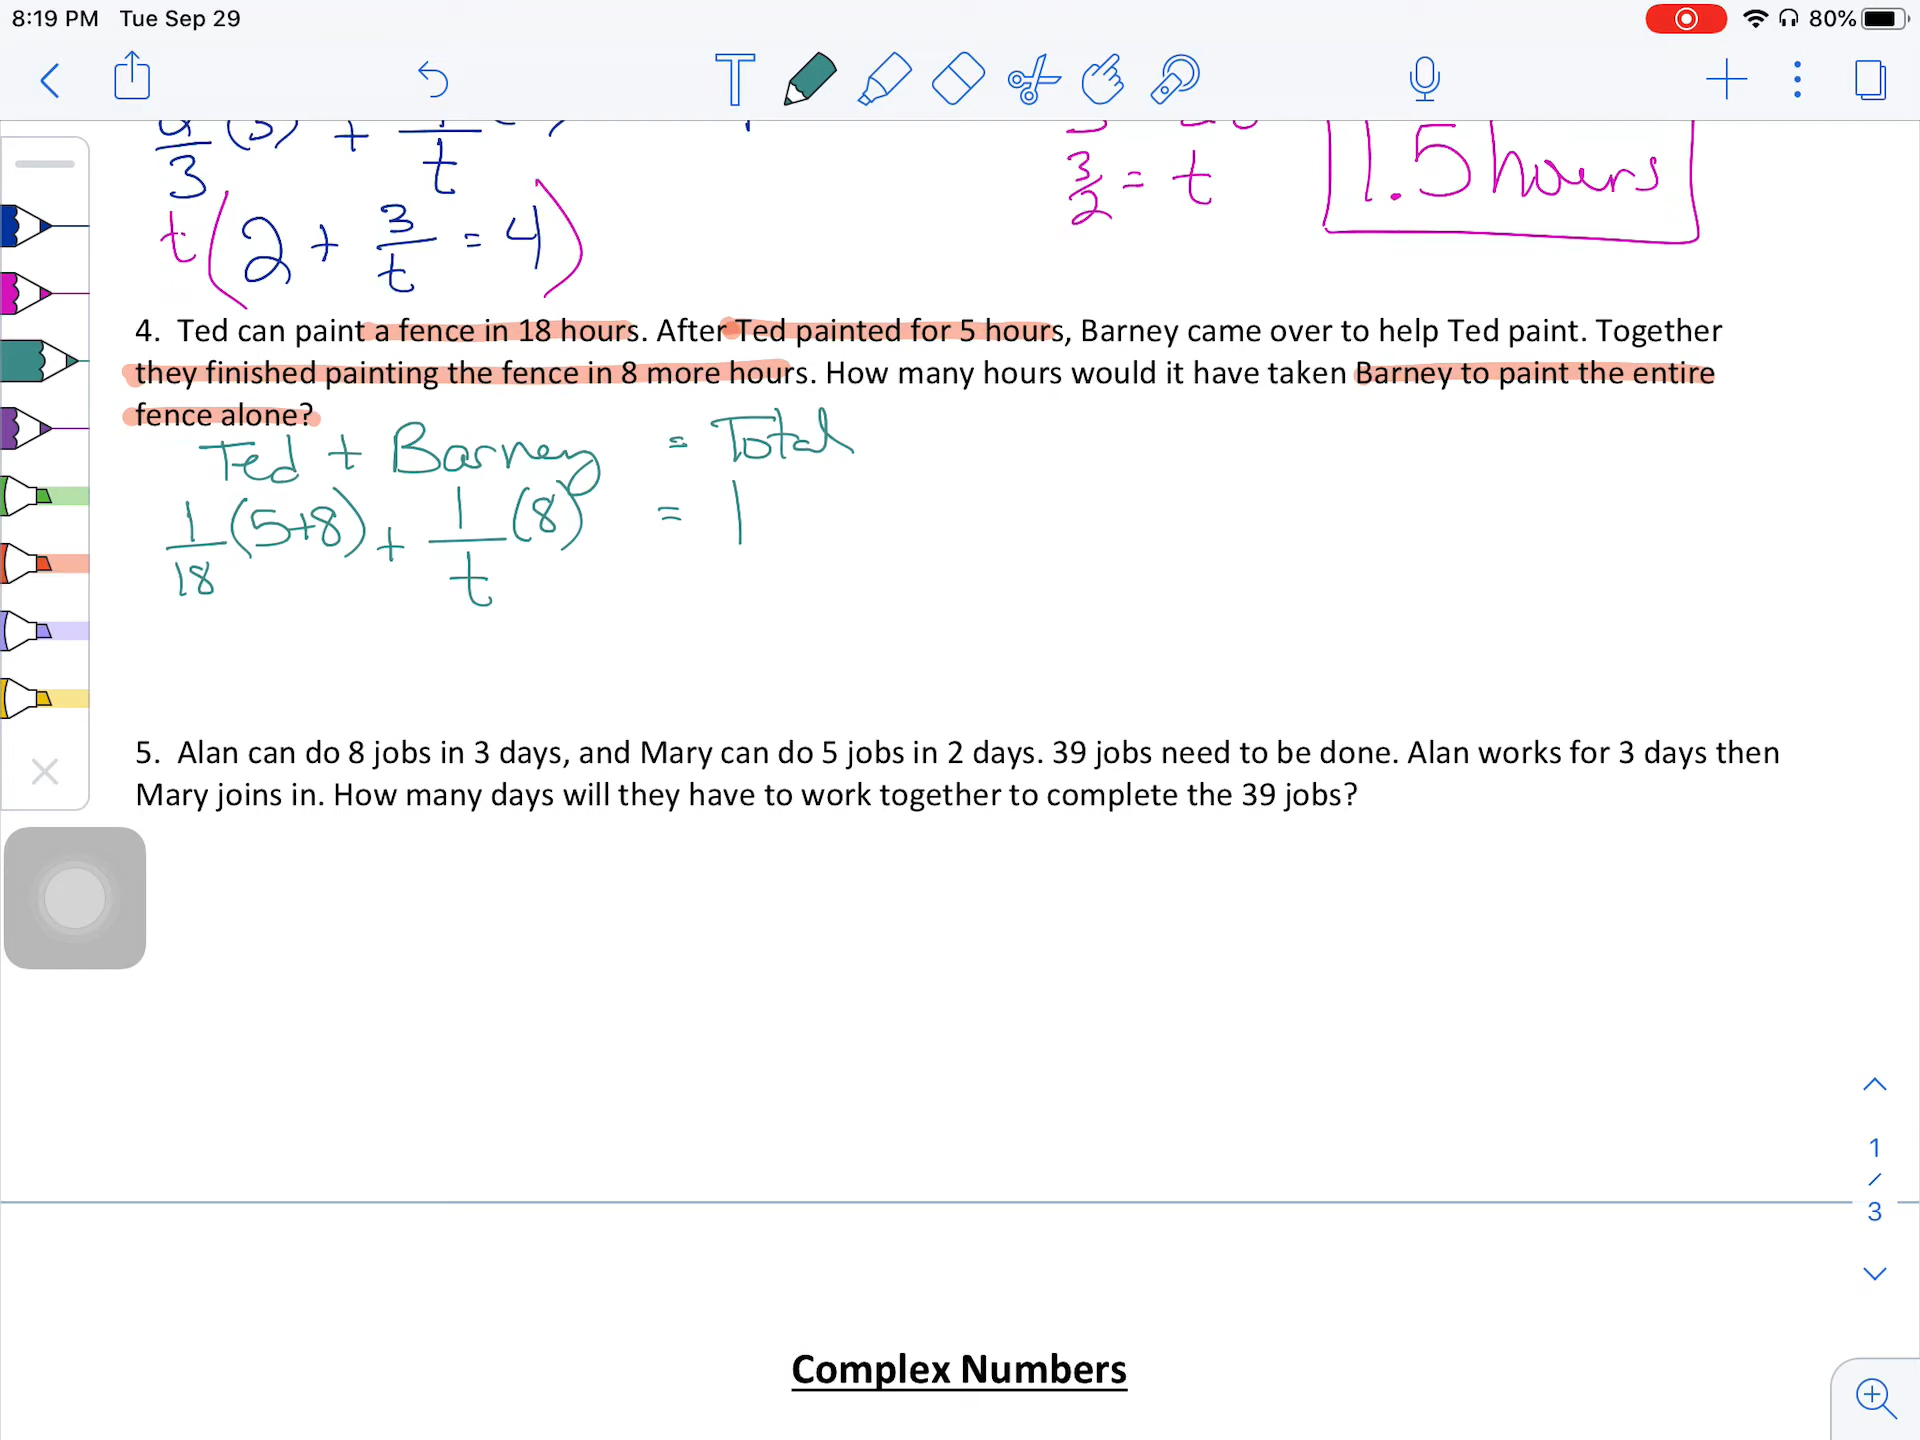 8:19 PM Tue Sep 29
80%
3 (3) + t
3/2 = t
1.5 hours
t(2 + 3/t = 4)
4. Ted can paint a fence in 18 hours. After Ted painted for 5 hours, Barney came over to help Ted paint. Together
they finished painting the fence in 8 more hours. How many hours would it have taken Barney to paint the entire
fence alone?
Ted + Barney = Total
1/18 (5+8) + 1/t (8) = 1
5. Alan can do 8 jobs in 3 days, and Mary can do 5 jobs in 2 days. 39 jobs need to be done. Alan works for 3 days then
Mary joins in. How many days will they have to work together to complete the 39 jobs?
1
/
3
Complex Numbers